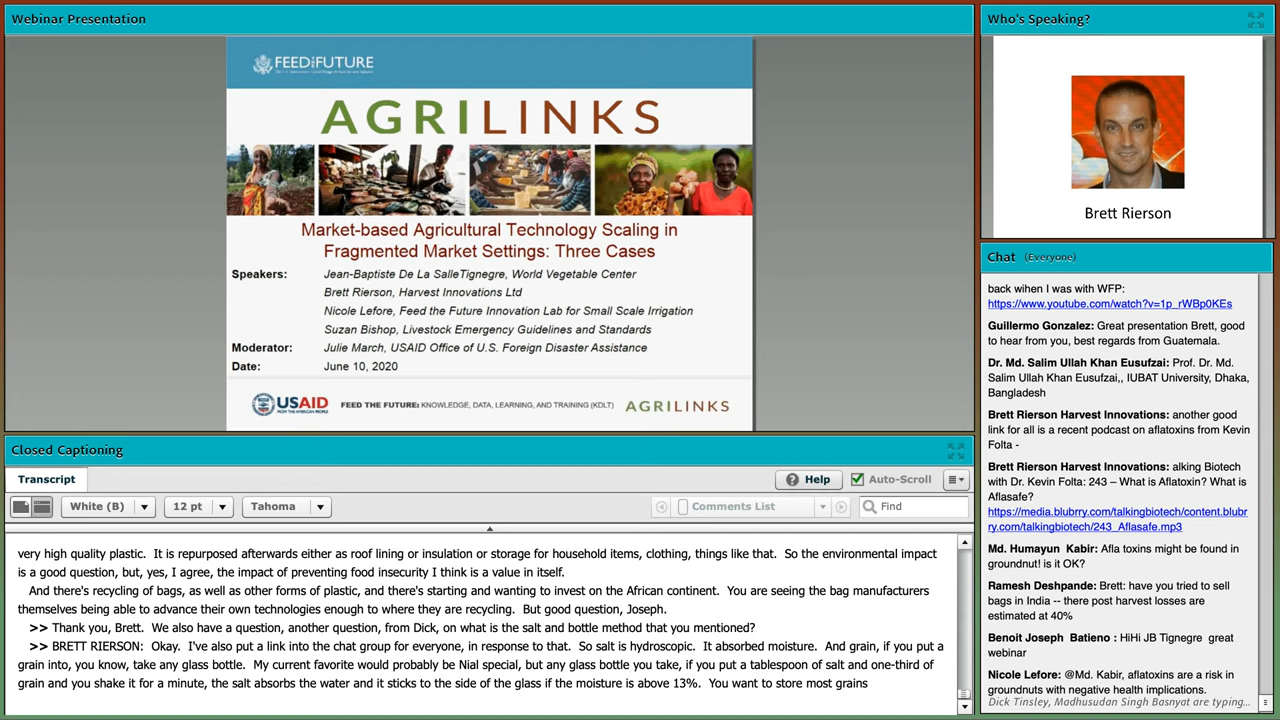 Webinar Presentation
FEED THE FUTURE
AGRILINKS
Market-based Agricultural Technology Scaling in
Fragmented Market Settings: Three Cases
Speakers: Jean-Baptiste De La SalleTignegre, World Vegetable Center
Brett Rierson, Harvest Innovations Ltd
Nicole Lefore, Feed the Future Innovation Lab for Small Scale Irrigation
Suzan Bishop, Livestock Emergency Guidelines and Standards
Moderator: Julie March, USAID Office of U.S. Foreign Disaster Assistance
Date: June 10, 2020
USAID
FROM THE AMERICAN PEOPLE
FEED THE FUTURE: KNOWLEDGE, DATA, LEARNING, AND TRAINING (KDLT)
AGRILINKS
Who's Speaking?
Brett Rierson
Chat (Everyone)
back wihen I was with WFP:
https://www.youtube.com/watch?v=1p_rWBp0KEs
Guillermo Gonzalez: Great presentation Brett, good
to hear from you, best regards from Guatemala.
Dr. Md. Salim Ullah Khan Eusufzai: Prof. Dr. Md.
Salim Ullah Khan Eusufzai,, IUBAT University, Dhaka,
Bangladesh
Brett Rierson Harvest Innovations: another good
link for all is a recent podcast on aflatoxins from Kevin
Folta -
Brett Rierson Harvest Innovations: alking Biotech
with Dr. Kevin Folta: 243 – What is Aflatoxin? What is
Aflasafe?
https://media.blubrry.com/talkingbiotech/content.blubr
ry.com/talkingbiotech/243_Aflasafe.mp3
Md. Humayun Kabir: Afla toxins might be found in
groundnut! is it OK?
Ramesh Deshpande: Brett: have you tried to sell
bags in India -- there post harvest losses are
estimated at 40%
Benoit Joseph Batieno : HiHi JB Tignegre great
webinar
Nicole Lefore: @Md. Kabir, aflatoxins are a risk in
groundnuts with negative health implications.
Dick Tinsley, Madhusudan Singh Basnyat are typing...
Closed Captioning
Transcript
Help
Auto-Scroll
White (B)
12 pt
Tahoma
Comments List
Find
very high quality plastic. It is repurposed afterwards either as roof lining or insulation or storage for household items, clothing, things like that. So the environmental impact
is a good question, but, yes, I agree, the impact of preventing food insecurity I think is a value in itself.
And there's recycling of bags, as well as other forms of plastic, and there's starting and wanting to invest on the African continent. You are seeing the bag manufacturers
themselves being able to advance their own technologies enough to where they are recycling. But good question, Joseph.
>> Thank you, Brett. We also have a question, another question, from Dick, on what is the salt and bottle method that you mentioned?
>> BRETT RIERSON: Okay. I've also put a link into the chat group for everyone, in response to that. So salt is hydroscopic. It absorbed moisture. And grain, if you put a
grain into, you know, take any glass bottle. My current favorite would probably be Nial special, but any glass bottle you take, if you put a tablespoon of salt and one-third of
grain and you shake it for a minute, the salt absorbs the water and it sticks to the side of the glass if the moisture is above 13%. You want to store most grains